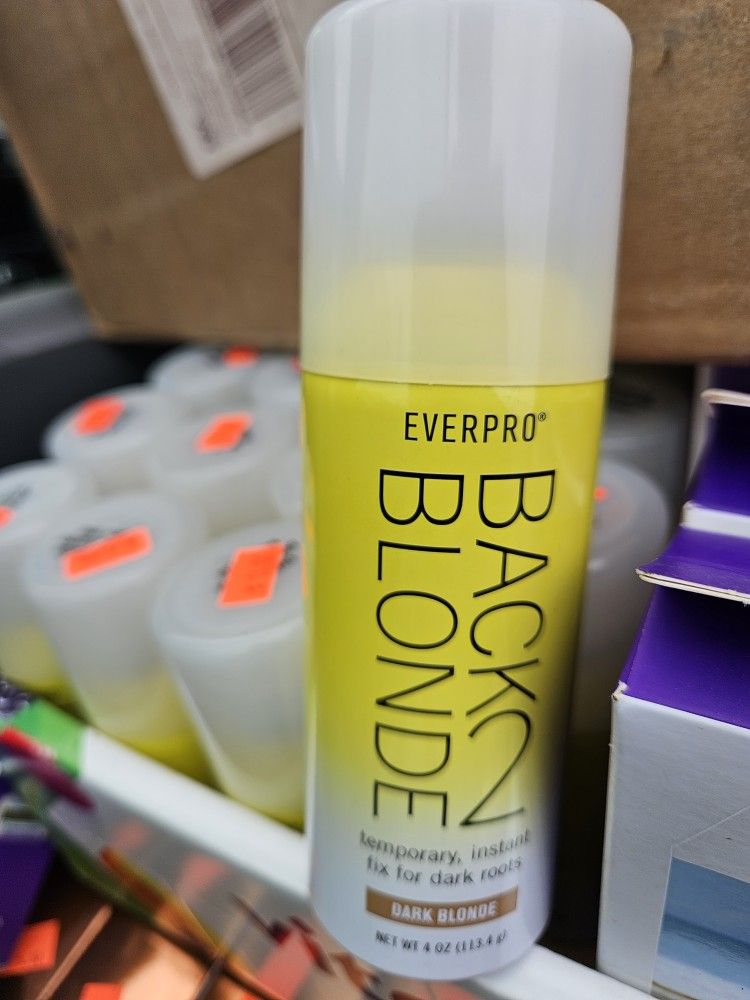 EVERPRO®
BACK2
BLONDE
temporary, instant
fix for dark roots
DARK BLONDE
NET WT 4 OZ (113.4 g)